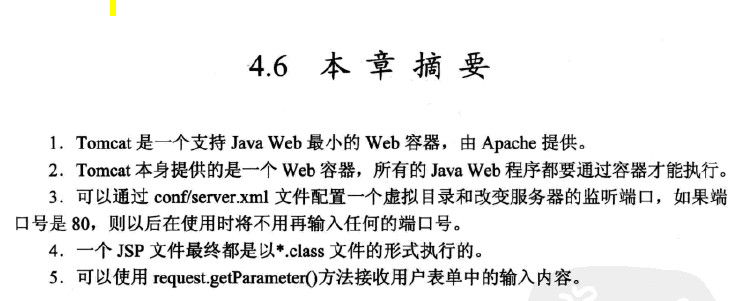 4.6 本章摘要
1．Tomcat 是一个支持 Java Web 最小的 Web 容器，由 Apache 提供。
2．Tomcat 本身提供的是一个 Web 容器，所有的 Java Web 程序都要通过容器才能执行。
3．可以通过 conf/server.xml 文件配置一个虚拟目录和改变服务器的监听端口，如果端
口号是 80，则以后在使用时将不用再输入任何的端口号。
4．一个 JSP 文件最终都是以*.class 文件的形式执行的。
5．可以使用 request.getParameter()方法接收用户表单中的输入内容。